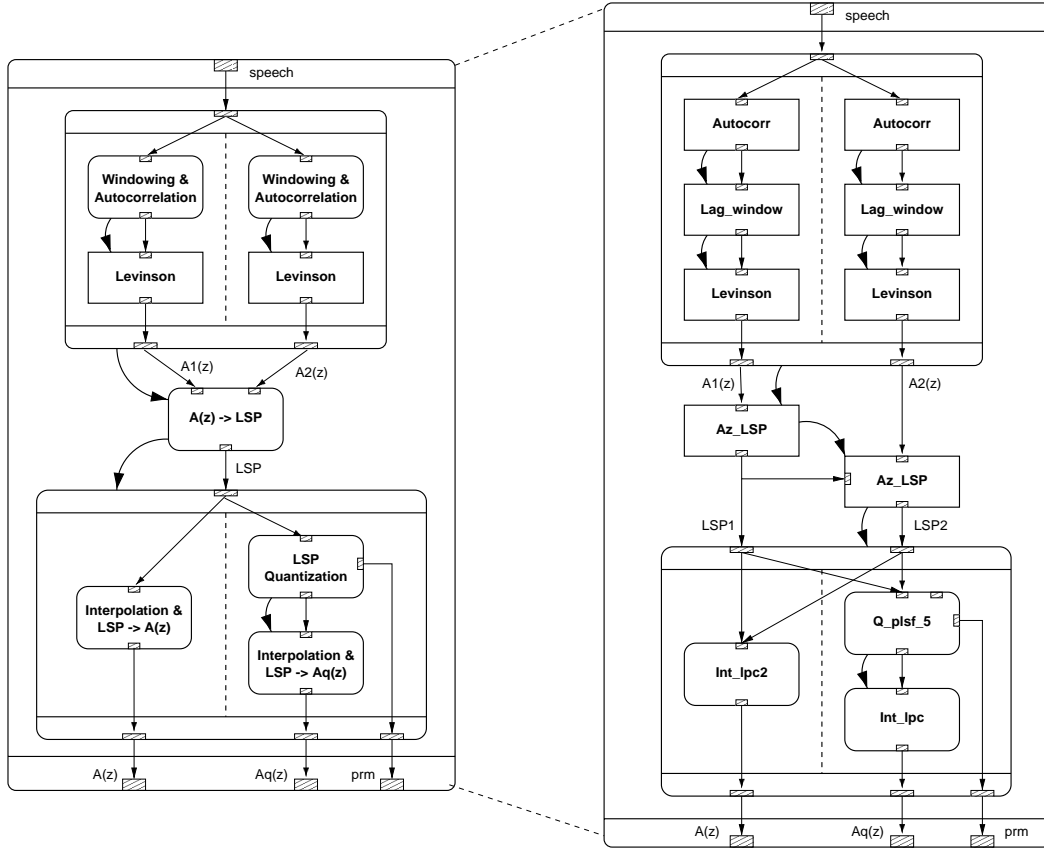 speech
Windowing &
Autocorrelation
Windowing &
Autocorrelation
Levinson
Levinson
A1(z)
A2(z)
A(z) -> LSP
LSP
LSP
Quantization
Interpolation &
LSP -> A(z)
Interpolation &
LSP -> Aq(z)
A(z)
Aq(z)
prm
speech
Autocorr
Autocorr
Lag_window
Lag_window
Levinson
Levinson
A1(z)
A2(z)
Az_LSP
Az_LSP
LSP1
LSP2
Q_plsf_5
Int_lpc2
Int_lpc
A(z)
Aq(z)
prm